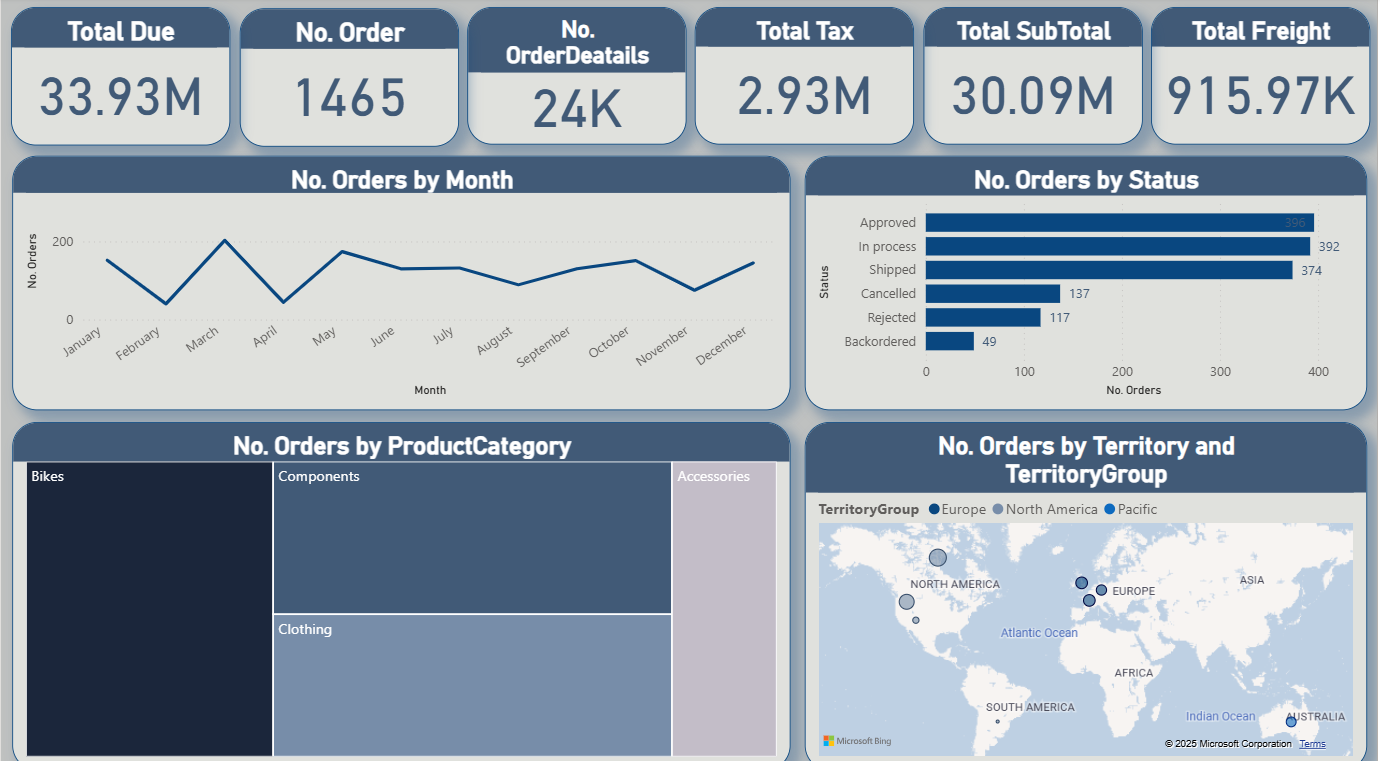 Total Due
33.93M
No. Order
1465
No.
OrderDeatails
24K
Total Tax
2.93M
Total SubTotal
30.09M
Total Freight
915.97K
No. Orders by Month
No. Orders
200
0
January
February
March
April
May
June
July
August
September
October
November
December
Month
No. Orders by Status
Status
Approved 396
In process 392
Shipped 374
Cancelled 137
Rejected 117
Backordered 49
0 100 200 300 400
No. Orders
No. Orders by ProductCategory
Bikes
Components
Clothing
Accessories
No. Orders by Territory and
TerritoryGroup
TerritoryGroup Europe North America Pacific
NORTH AMERICA
EUROPE
ASIA
Atlantic Ocean
AFRICA
SOUTH AMERICA
Indian Ocean
AUSTRALIA
Microsoft Bing
© 2025 Microsoft Corporation Terms